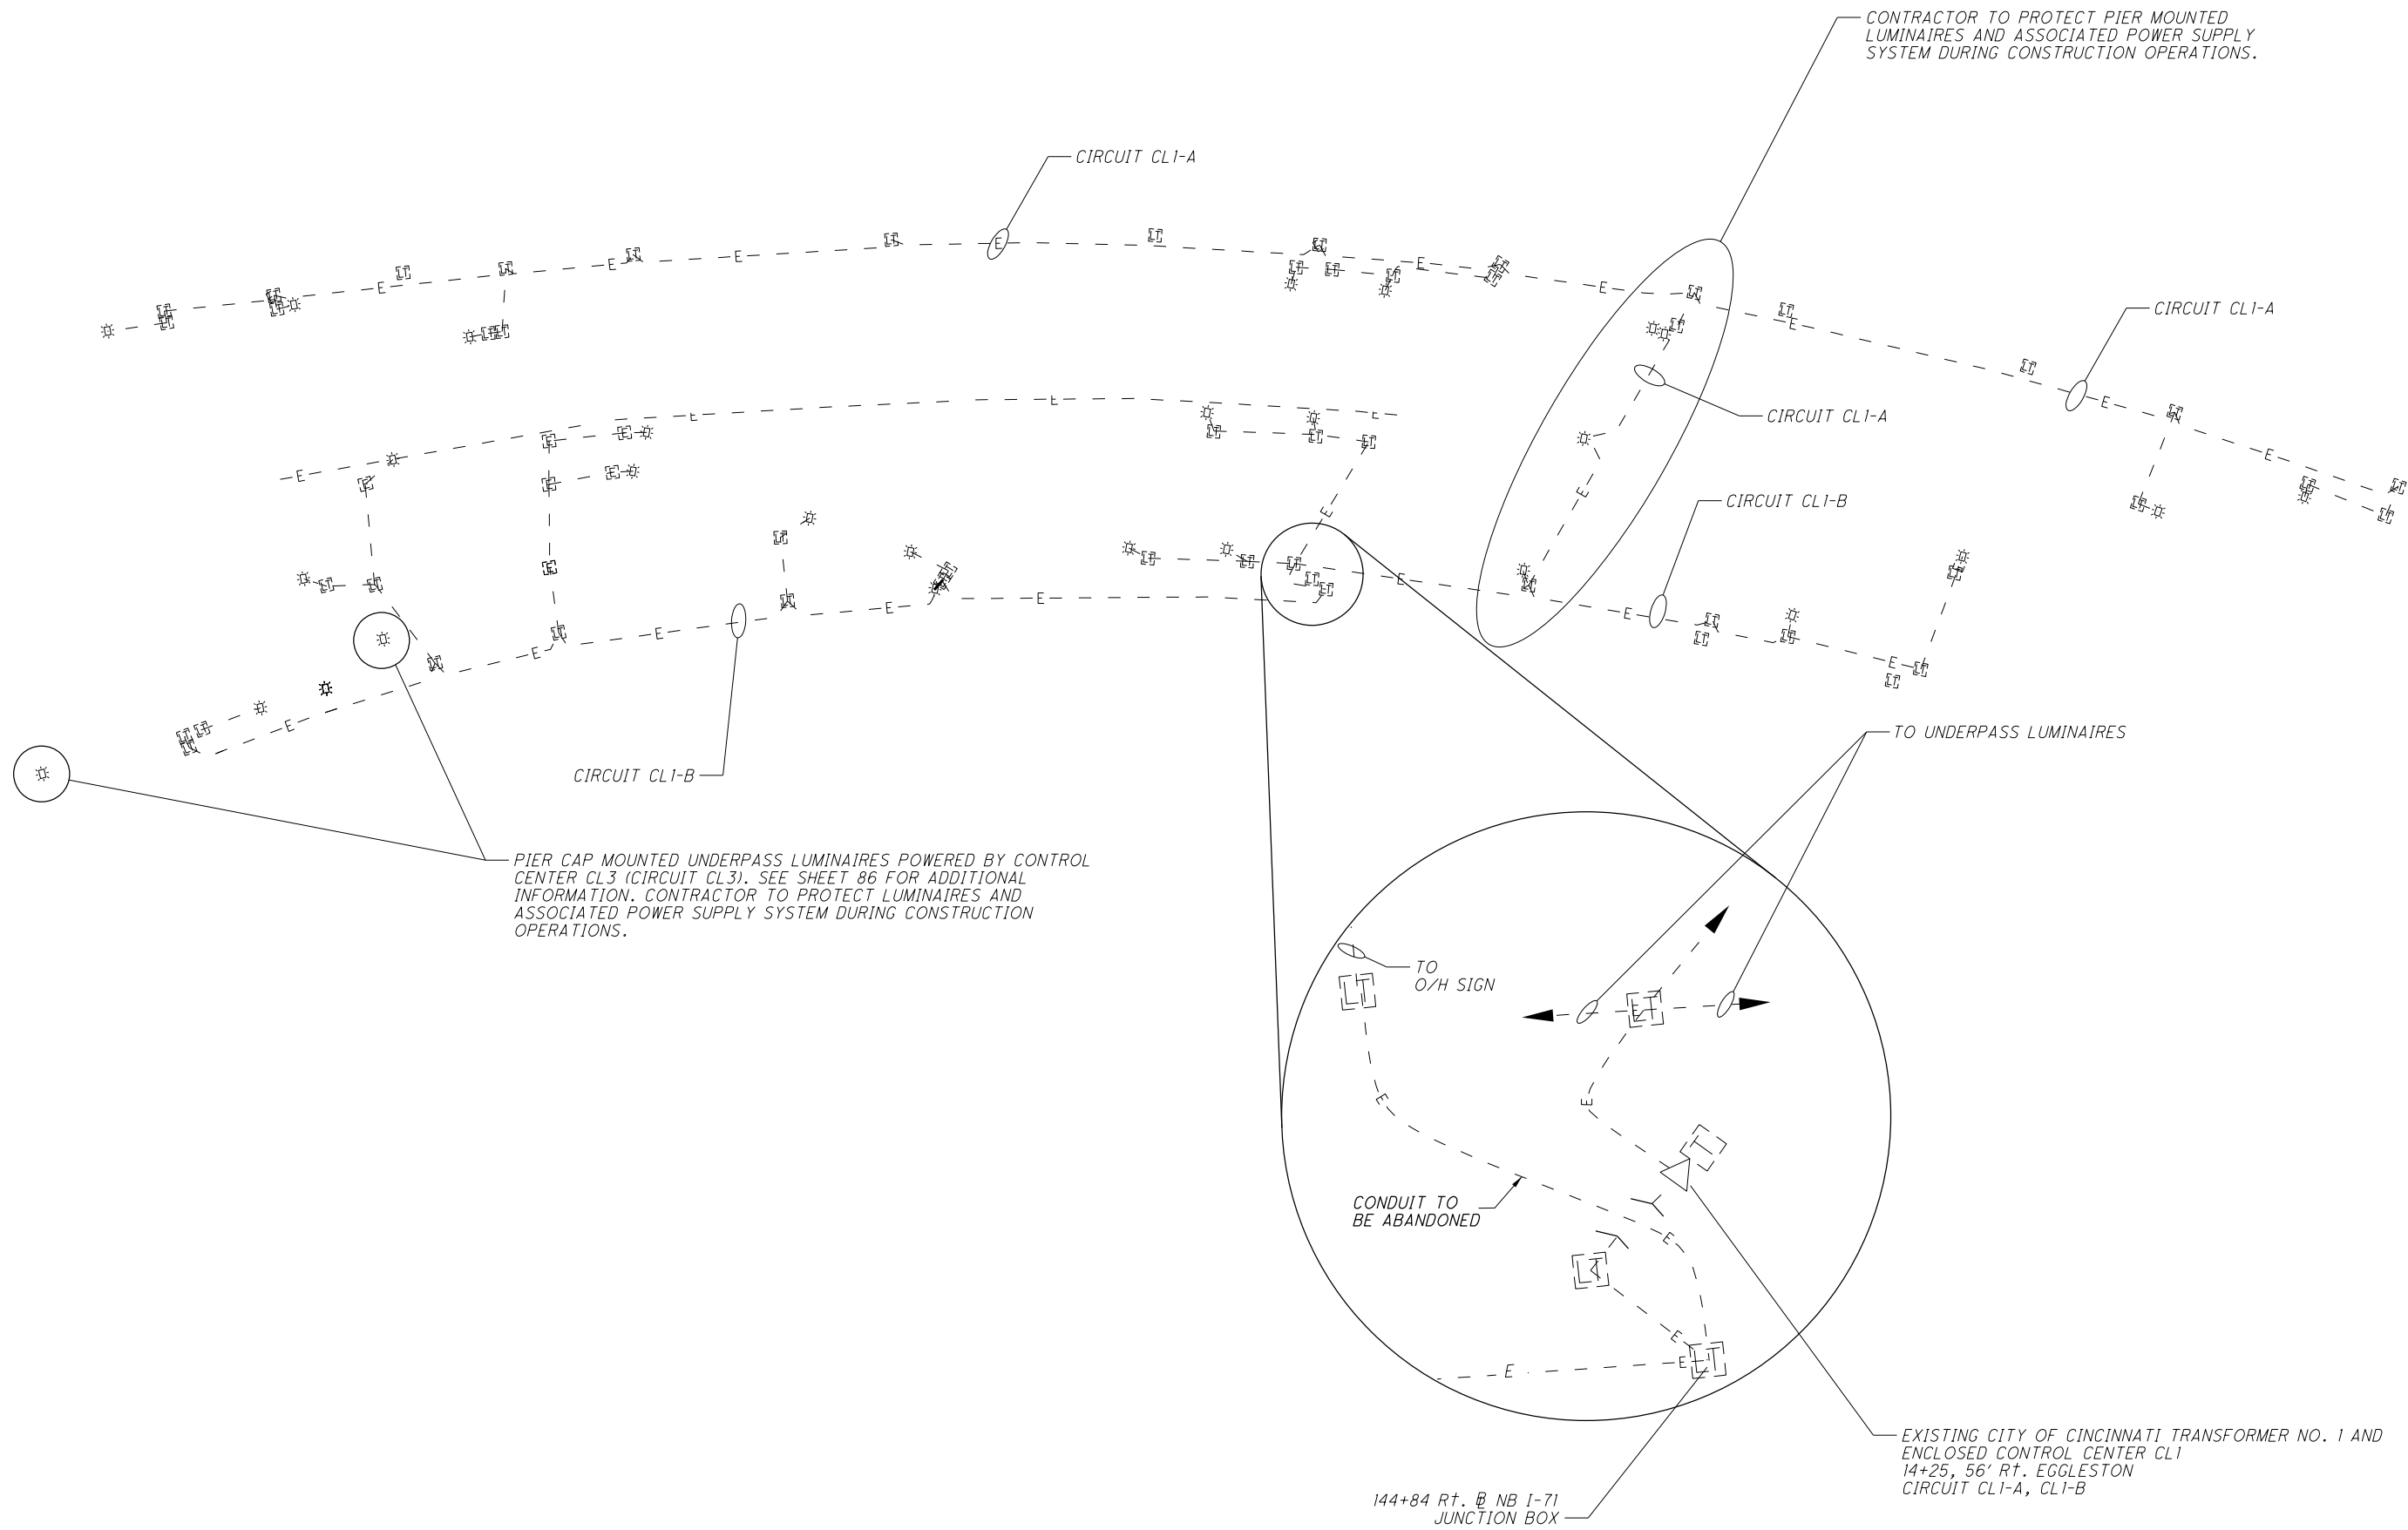 CONTRACTOR TO PROTECT PIER MOUNTED
LUMINAIRES AND ASSOCIATED POWER SUPPLY
SYSTEM DURING CONSTRUCTION OPERATIONS.
CIRCUIT CL1-A
CIRCUIT CL1-A
CIRCUIT CL1-A
CIRCUIT CL1-B
TO UNDERPASS LUMINAIRES
CIRCUIT CL1-B
PIER CAP MOUNTED UNDERPASS LUMINAIRES POWERED BY CONTROL
CENTER CL3 (CIRCUIT CL3). SEE SHEET 86 FOR ADDITIONAL
INFORMATION. CONTRACTOR TO PROTECT LUMINAIRES AND
ASSOCIATED POWER SUPPLY SYSTEM DURING CONSTRUCTION
OPERATIONS.
TO
O/H SIGN
CONDUIT TO
BE ABANDONED
EXISTING CITY OF CINCINNATI TRANSFORMER NO. 1 AND
ENCLOSED CONTROL CENTER CL1
14+25, 56' Rt. EGGLESTON
CIRCUIT CL1-A, CL1-B
144+84 Rt. ℄ NB I-71
JUNCTION BOX